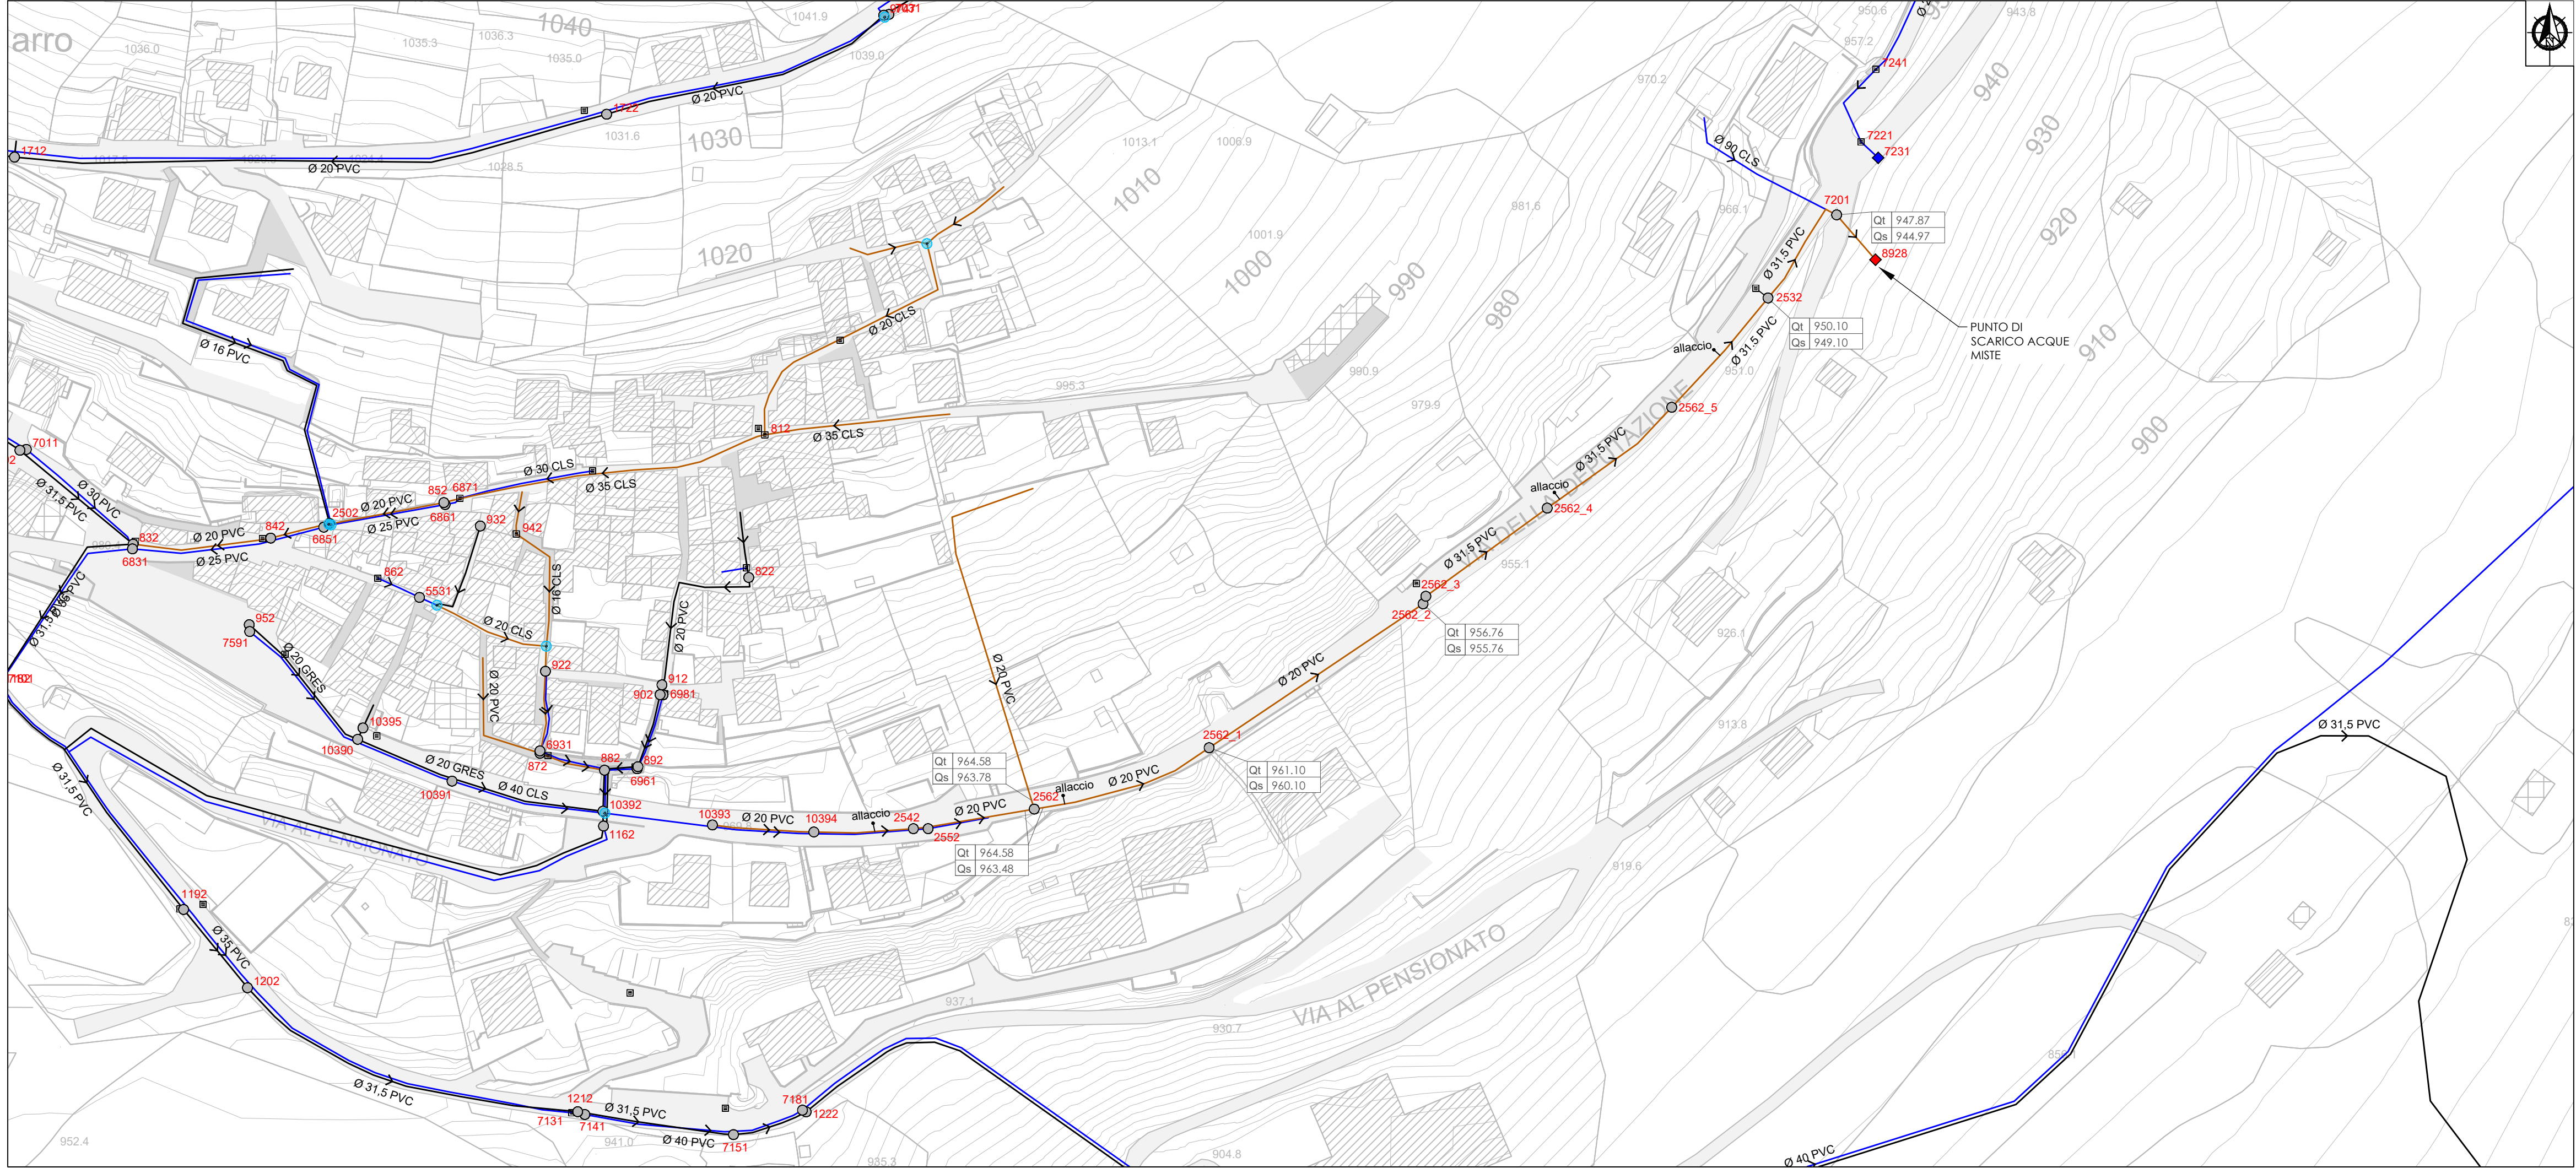 arro
1036.0
1035.3
1036.3
1040
1035.0
1041.9
1039.0
Ø 20 PVC
1722
1031.6
1030
1028.5
1712
Ø 20 PVC
1013.1
1006.9
1010
1001.9
1000
1020
990
981.6
980
970.2
966.1
957.2
950.6
943.8
940
930
920
910
900
7241
7221
7231
Ø 90 CLS
7201
Qt 947.87
Qs 944.97
8928
PUNTO DI
SCARICO ACQUE
MISTE
Ø 31.5 PVC
2532
Qt 950.10
Qs 949.10
allaccio
Ø 31.5 PVC
951.0
2562_5
Ø 31.5 PVC
VIA DELLA DEPUTAZIONE
allaccio
2562_4
Ø 31.5 PVC
955.1
2562_3
2562_2
Qt 956.76
Qs 955.76
Ø 20 PVC
2562_1
Qt 961.10
Qs 960.10
990.9
979.9
995.3
Ø 16 PVC
Ø 20 CLS
812
Ø 35 CLS
Ø 30 CLS
Ø 35 CLS
7011
Ø 31.5 PVC
Ø 30 PVC
852
6871
6861
Ø 20 PVC
2502
Ø 25 PVC
6851
842
Ø 20 PVC
Ø 25 PVC
832
6831
932
942
862
5531
Ø 16 CLS
Ø 20 CLS
822
Ø 20 PVC
952
7591
Ø 20 GRES
922
912
902
6981
Ø 20 PVC
10395
10390
6931
872
882
892
6961
Ø 20 GRES
10391
Ø 40 CLS
10392
1162
10393
Ø 20 PVC
10394
allaccio
2542
2552
Ø 20 PVC
Ø 20 PVC
Qt 964.58
Qs 963.78
2562
allaccio
Ø 20 PVC
Qt 964.58
Qs 963.48
926.1
913.8
919.6
Ø 31,5 PVC
Ø 31,5 PVC
VIA AL PENSIONATO
1192
Ø 35 PVC
1202
937.1
VIA AL PENSIONATO
930.7
Ø 31,5 PVC
1212
7131
7141
Ø 31,5 PVC
Ø 40 PVC
7151
7181
1222
952.4
941.0
935.3
904.8
Ø 40 PVC